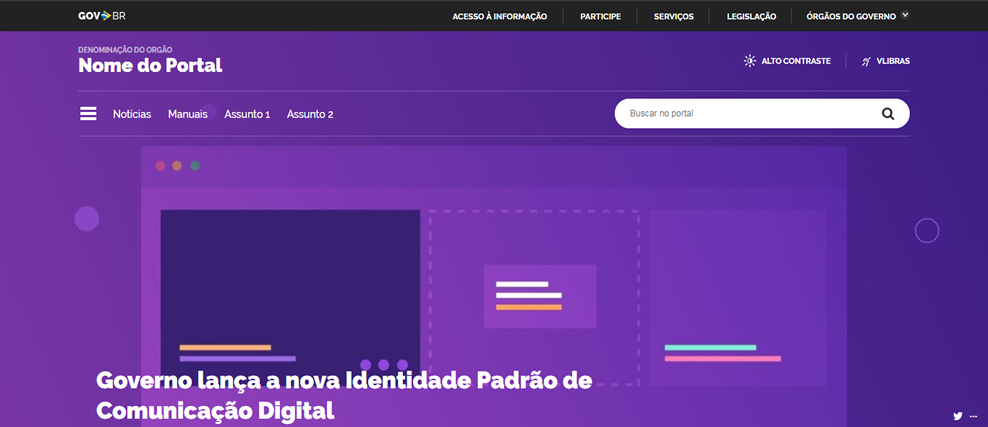 GOV BR
ACESSO À INFORMAÇÃO
PARTICIPE
SERVIÇOS
LEGISLAÇÃO
ÓRGÃOS DO GOVERNO
DENOMINAÇÃO DO ORGÃO
Nome do Portal
ALTO CONTRASTE
VLIBRAS
Notícias
Manuais
Assunto 1
Assunto 2
Buscar no portal
Governo lança a nova Identidade Padrão de
Comunicação Digital